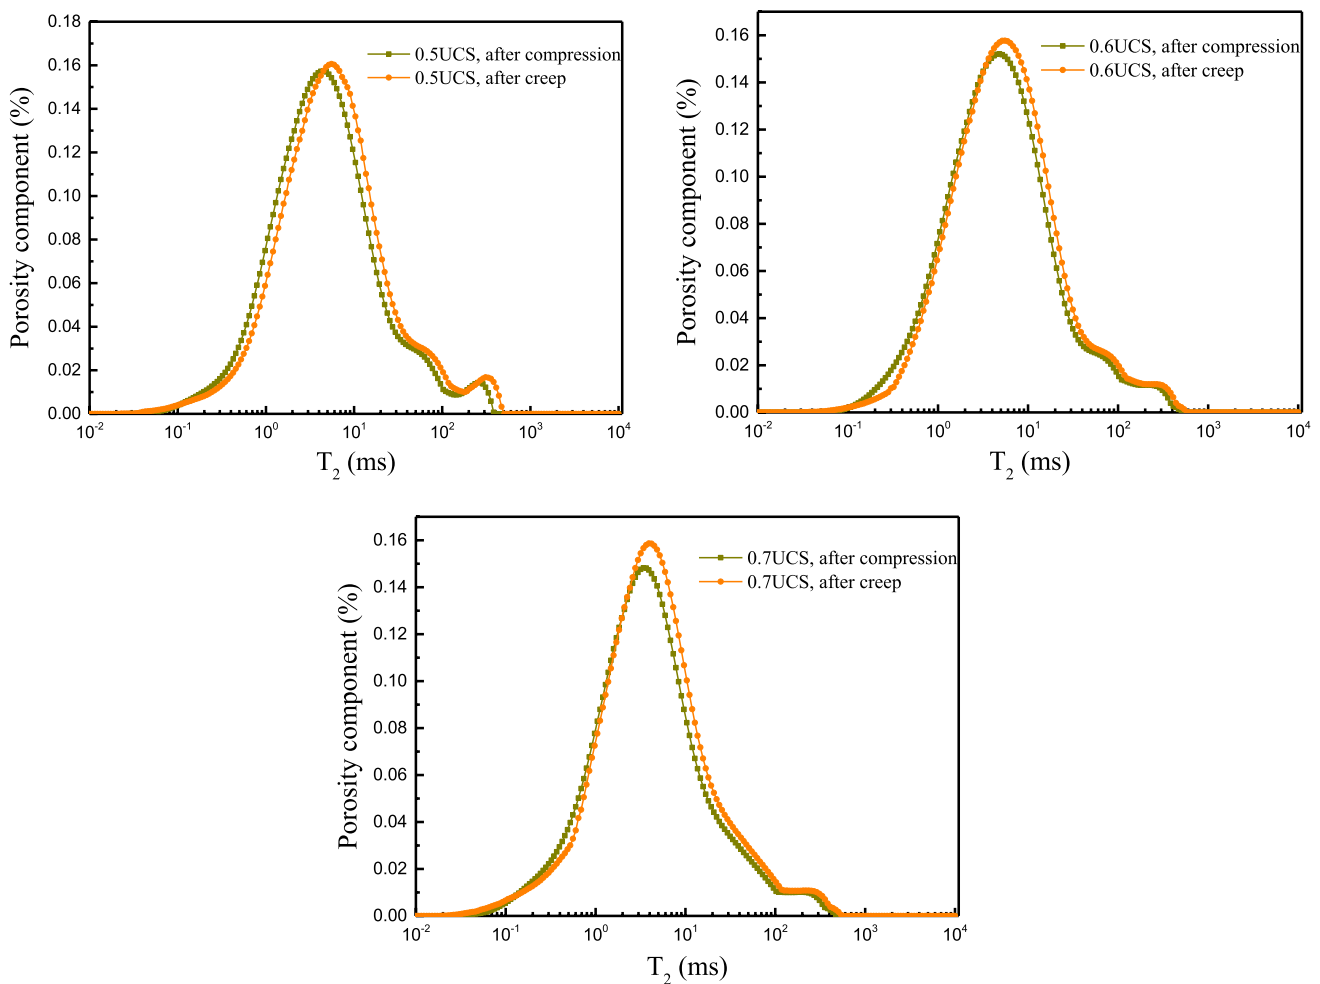 0.18
0.16
0.14
0.12
0.10
0.08
0.06
0.04
0.02
0.00
Porosity component (%)
0.5UCS, after compression
0.5UCS, after creep
10-2 10-1 100 101 102 103 104
T2 (ms)
0.16
0.14
0.12
0.10
0.08
0.06
0.04
0.02
0.00
Porosity component (%)
0.6UCS, after compression
0.6UCS, after creep
10-2 10-1 100 101 102 103 104
T2 (ms)
0.16
0.14
0.12
0.10
0.08
0.06
0.04
0.02
0.00
Porosity component (%)
0.7UCS, after compression
0.7UCS, after creep
10-2 10-1 100 101 102 103 104
T2 (ms)